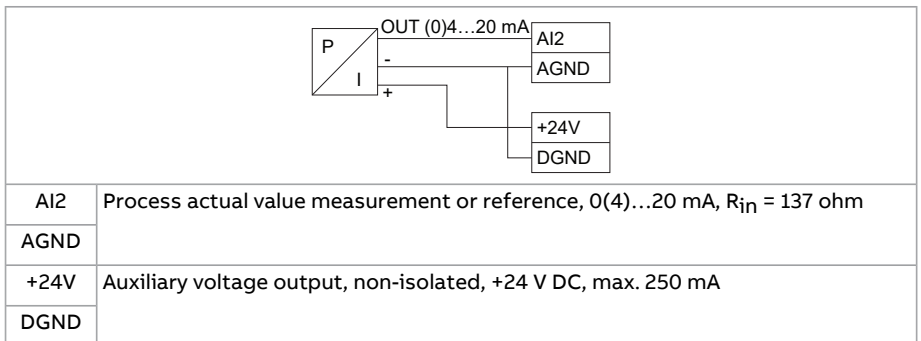 OUT (0)4…20 mA
P
I
-
+
AI2
AGND
+24V
DGND
AI2 Process actual value measurement or reference, 0(4)…20 mA, Rin = 137 ohm
AGND
+24V Auxiliary voltage output, non-isolated, +24 V DC, max. 250 mA
DGND